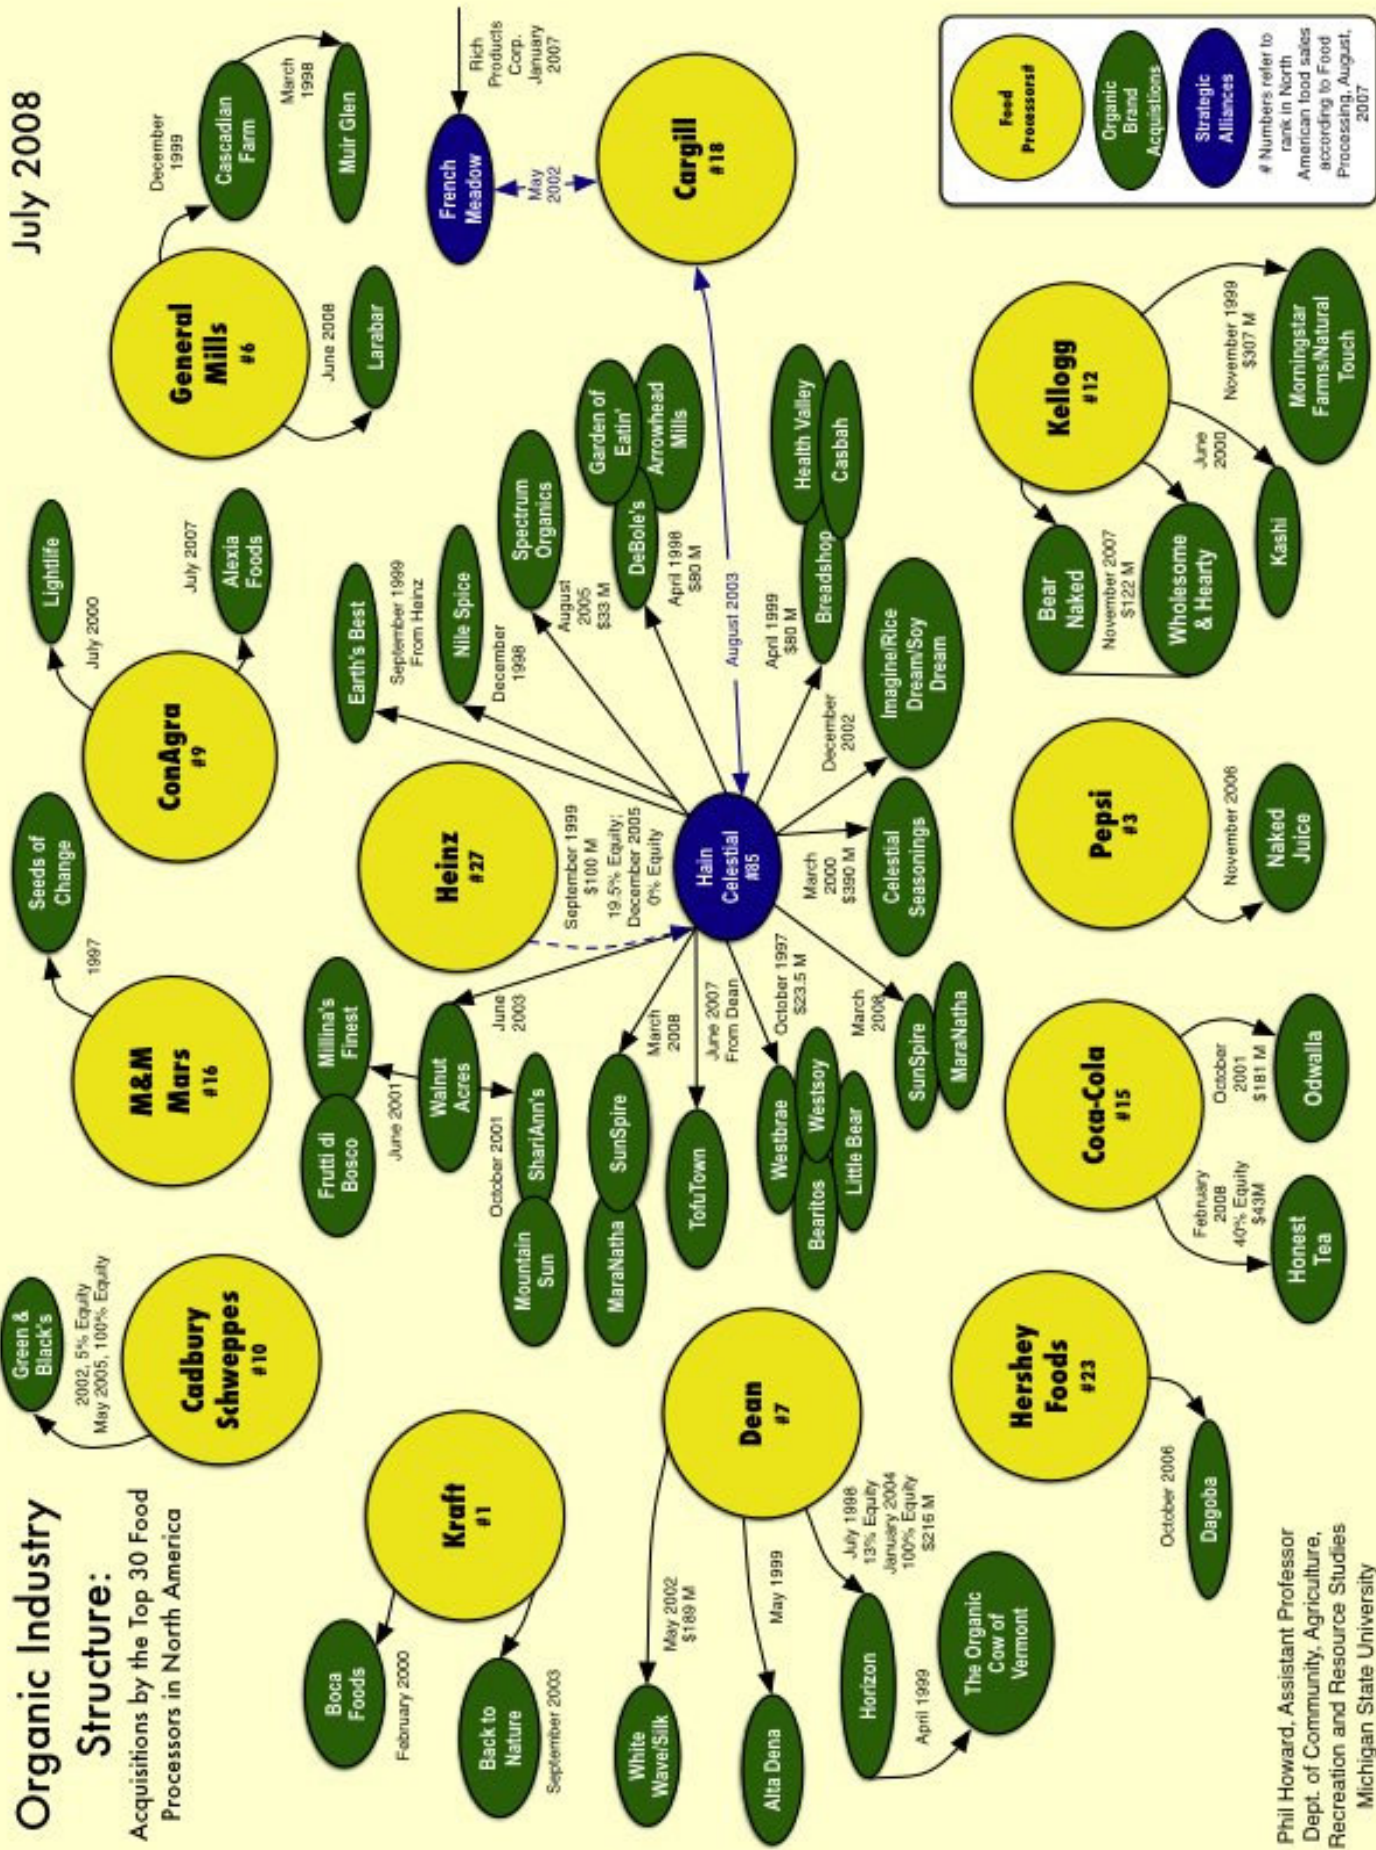 Organic Industry
Structure:
Acquisitions by the Top 30 Food
Processors in North America
July 2008
Green &
Black's
2002, 5% Equity
May 2005, 100% Equity
Cadbury
Schweppes
#10
Seeds of
Change
1997
M&M
Mars
#16
Lightlife
July 2000
ConAgra
#9
July 2007
Alexia
Foods
General
Mills
#6
December
1999
Cascadian
Farm
March
1998
Muir Glen
June 2008
Larabar
Kraft
#1
Boca
Foods
February 2000
Back to
Nature
September 2003
Frutti di
Bosco
Millina's
Finest
June 2001
Walnut
Acres
June
2003
October 2001
Mountain
Sun
ShariAnn's
Heinz
#27
September 1999
$100 M
19.5% Equity;
December 2005
0% Equity
Earth's Best
September 1999
From Heinz
Nile Spice
December
1998
Spectrum
Organics
August
2005
$33 M
Garden of
Eatin'
DeBole's
Arrowhead
Mills
April 1998
$80 M
French
Meadow
Rich
Products
Corp.
January
2007
May
2002
Cargill
#18
August 2003
Hain
Celestial
#85
MaraNatha
SunSpire
March
2008
TofuTown
June 2007
From Dean
Westbrae
Bearitos
Westsoy
Little Bear
October 1997
$23.5 M
March
2008
SunSpire
MaraNatha
March
2000
$390 M
Celestial
Seasonings
December
2002
Imagine/Rice
Dream/Soy
Dream
April 1999
$80 M
Breadshop
Health Valley
Casbah
Dean
#7
May 2002
$189 M
White
Wave/Silk
May 1999
Alta Dena
July 1998
13% Equity
January 2004
100% Equity
$216 M
Horizon
April 1999
The Organic
Cow of
Vermont
Hershey
Foods
#23
October 2006
Dagoba
Coca-Cola
#15
February
2008
40% Equity
$43M
Honest
Tea
October
2001
$181 M
Odwalla
Pepsi
#3
November 2006
Naked
Juice
Kellogg
#12
Bear
Naked
November 2007
$122 M
Wholesome
& Hearty
June
2000
Kashi
November 1999
$307 M
Morningstar
Farms/Natural
Touch
Food
Processors#
Organic
Brand
Acquistions
Strategic
Alliances
# Numbers refer to
rank in North
American food sales
according to Food
Processing, August,
2007
Phil Howard, Assistant Professor
Dept. of Community, Agriculture,
Recreation and Resource Studies
Michigan State University